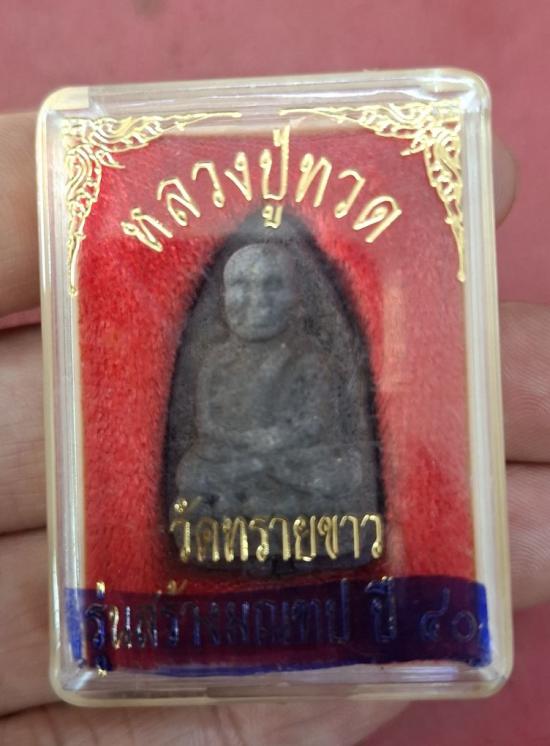 หลวงปู่ทวด
วัดทรายขาว
รุ่นสร้างมณฑป ปี ๔๐